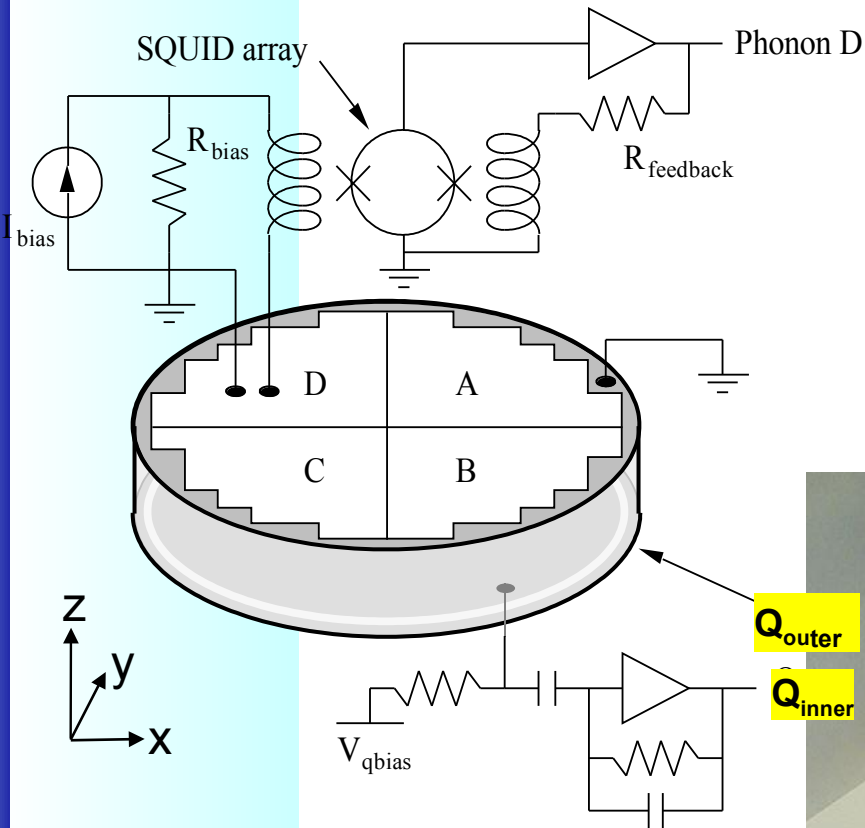 SQUID array
Phonon D
R bias
R feedback
I bias
D
A
C
B
z
y
x
Q outer
Q inner
V qbias